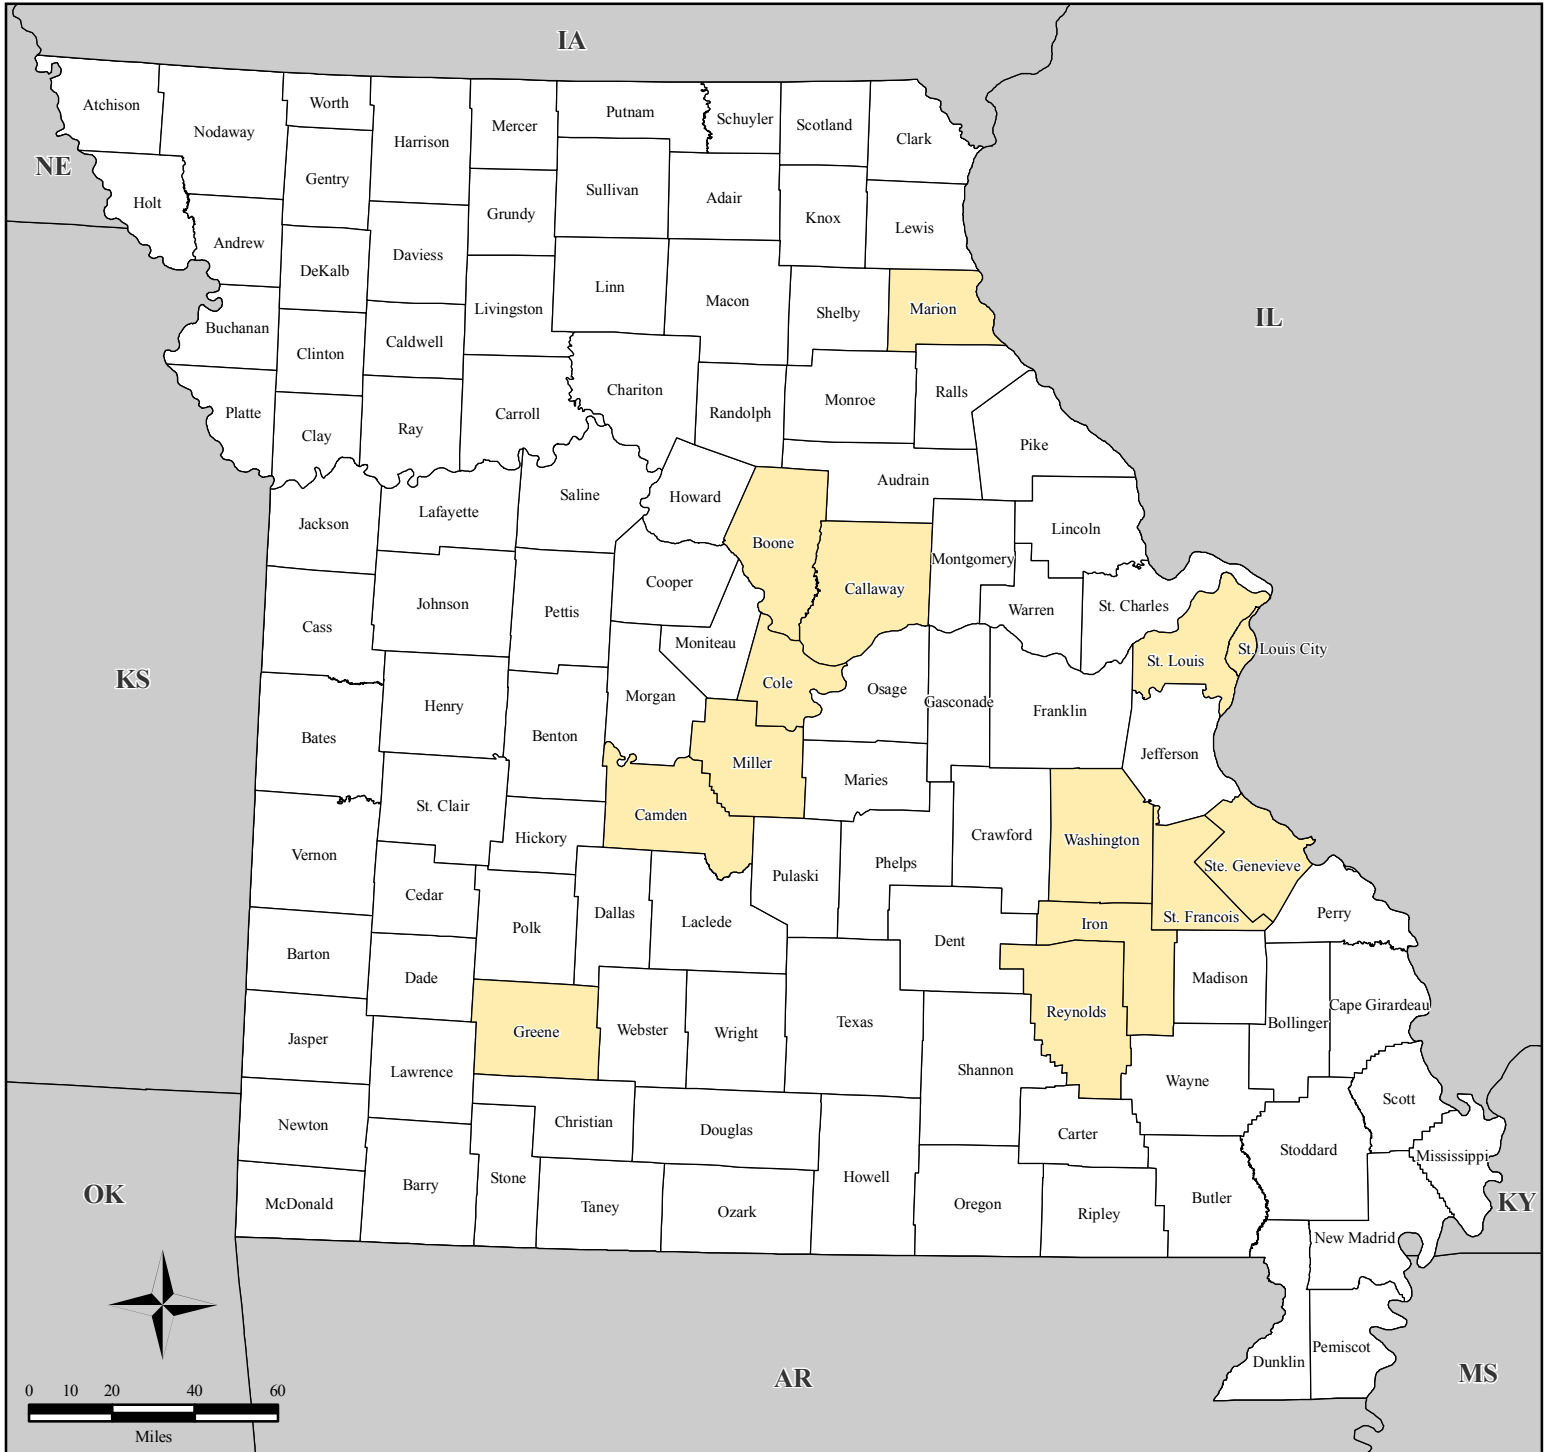 IA
Atchison
Nodaway
Worth
Harrison
Mercer
Putnam
Schuyler
Scotland
Clark
NE
Holt
Gentry
Grundy
Sullivan
Adair
Knox
Lewis
Andrew
DeKalb
Daviess
Livingston
Linn
Macon
Shelby
Marion
IL
Buchanan
Clinton
Caldwell
Chariton
Platte
Clay
Ray
Carroll
Randolph
Monroe
Ralls
Pike
Jackson
Lafayette
Saline
Howard
Boone
Audrain
Callaway
Montgomery
Lincoln
Cass
Johnson
Pettis
Cooper
Moniteau
Warren
St. Charles
St. Louis
St. Louis City
KS
Bates
Henry
Benton
Morgan
Cole
Osage
Gasconade
Franklin
Jefferson
Miller
Maries
Camden
St. Clair
Hickory
Vernon
Cedar
Polk
Dallas
Laclede
Pulaski
Phelps
Crawford
Washington
Ste. Genevieve
St. Francois
Perry
Iron
Dent
Barton
Dade
Greene
Webster
Wright
Texas
Reynolds
Madison
Bollinger
Cape Girardeau
Jasper
Lawrence
Shannon
Wayne
Scott
Newton
Christian
Douglas
Carter
Stoddard
Mississippi
OK
McDonald
Barry
Stone
Taney
Ozark
Howell
Oregon
Ripley
Butler
KY
New Madrid
Dunklin
Pemiscot
AR
MS
0 10 20 40 60
Miles